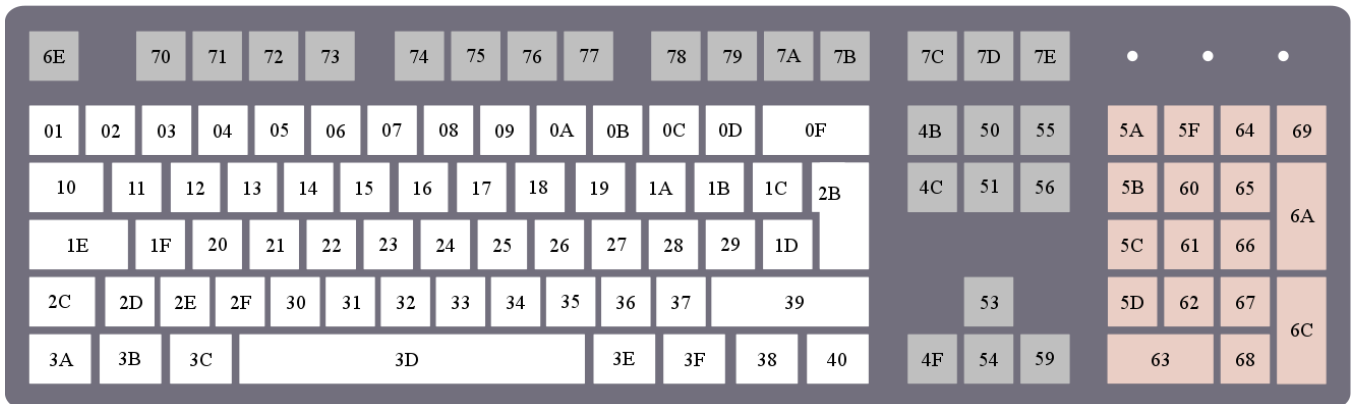 6E 70 71 72 73 74 75 76 77 78 79 7A 7B 7C 7D 7E
01 02 03 04 05 06 07 08 09 0A 0B 0C 0D 0F 4B 50 55 5A 5F 64 69
10 11 12 13 14 15 16 17 18 19 1A 1B 1C 2B 4C 51 56 5B 60 65 6A
1E 1F 20 21 22 23 24 25 26 27 28 29 1D 5C 61 66
2C 2D 2E 2F 30 31 32 33 34 35 36 37 39 53 5D 62 67 6C
3A 3B 3C 3D 3E 3F 38 40 4F 54 59 63 68